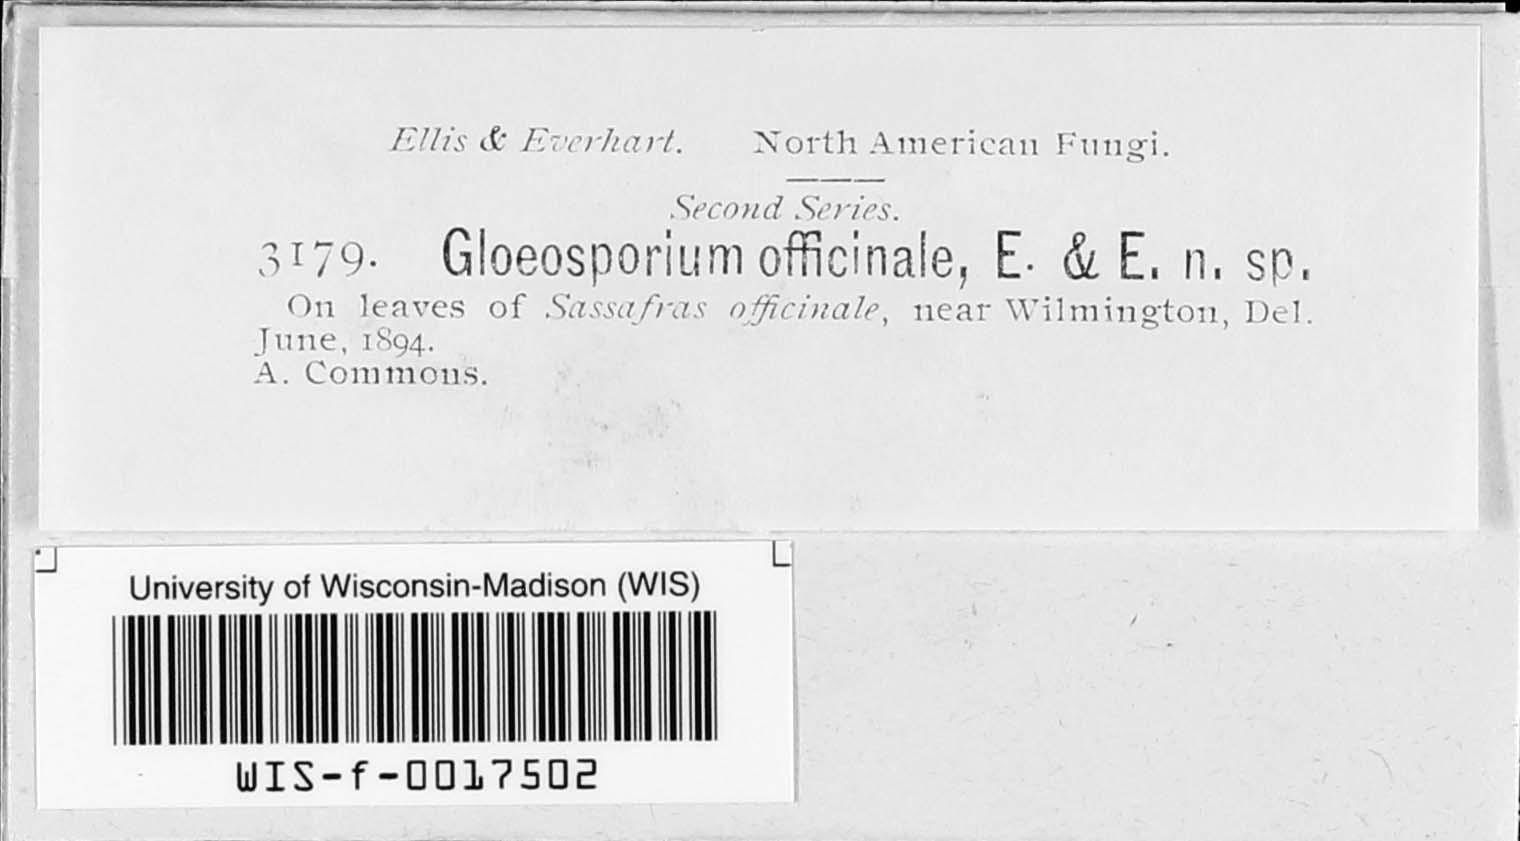 Ellis & Everhart. North American Fungi.
Second Series.
3179. Gloeosporium officinale, E. & E. n. sp.
On leaves of Sassafras officinale, near Wilmington, Del.
June, 1894.
A. Commons.
University of Wisconsin-Madison (WIS)
WIS-f-0017502